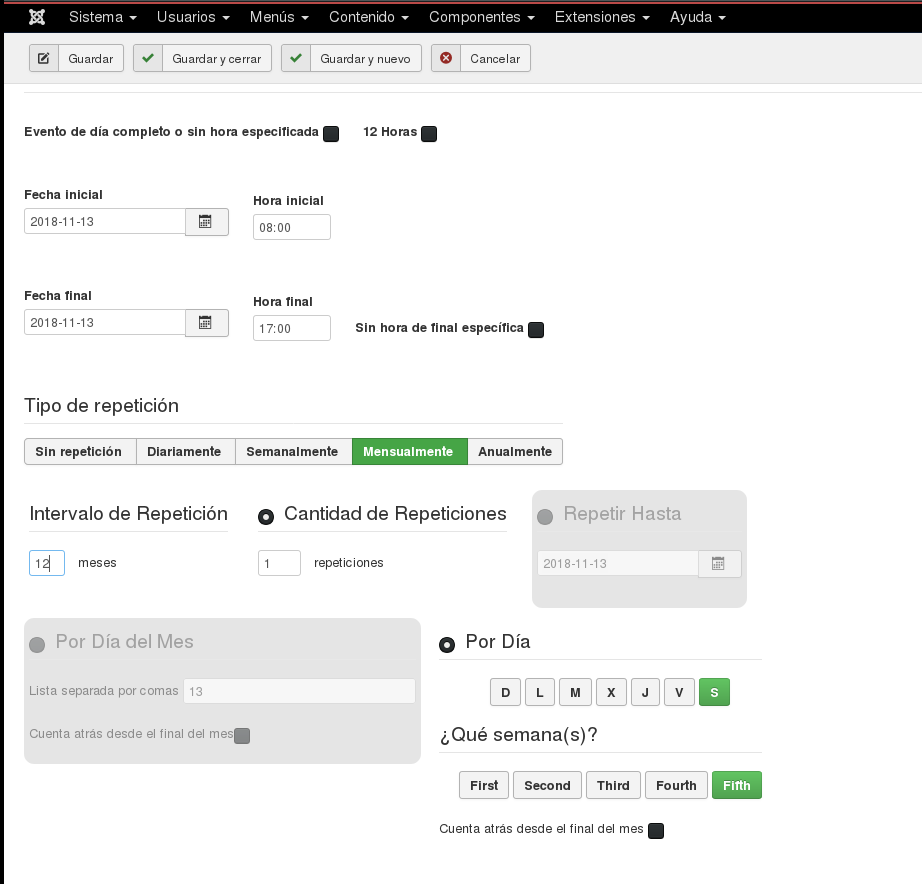 Sistema Usuarios Menús Contenido Componentes Extensiones Ayuda
Guardar Guardar y cerrar Guardar y nuevo Cancelar
Evento de día completo o sin hora especificada 12 Horas
Fecha inicial Hora inicial
2018-11-13 08:00
Fecha final Hora final
2018-11-13 17:00 Sin hora de final específica
Tipo de repetición
Sin repetición Diariamente Semanalmente Mensualmente Anualmente
Intervalo de Repetición Cantidad de Repeticiones Repetir Hasta
12 meses 1 repeticiones 2018-11-13
Por Día del Mes Por Día
Lista separada por comas 13 D L M X J V S
Cuenta atrás desde el final del mes ¿Qué semana(s)?
First Second Third Fourth Fifth
Cuenta atrás desde el final del mes